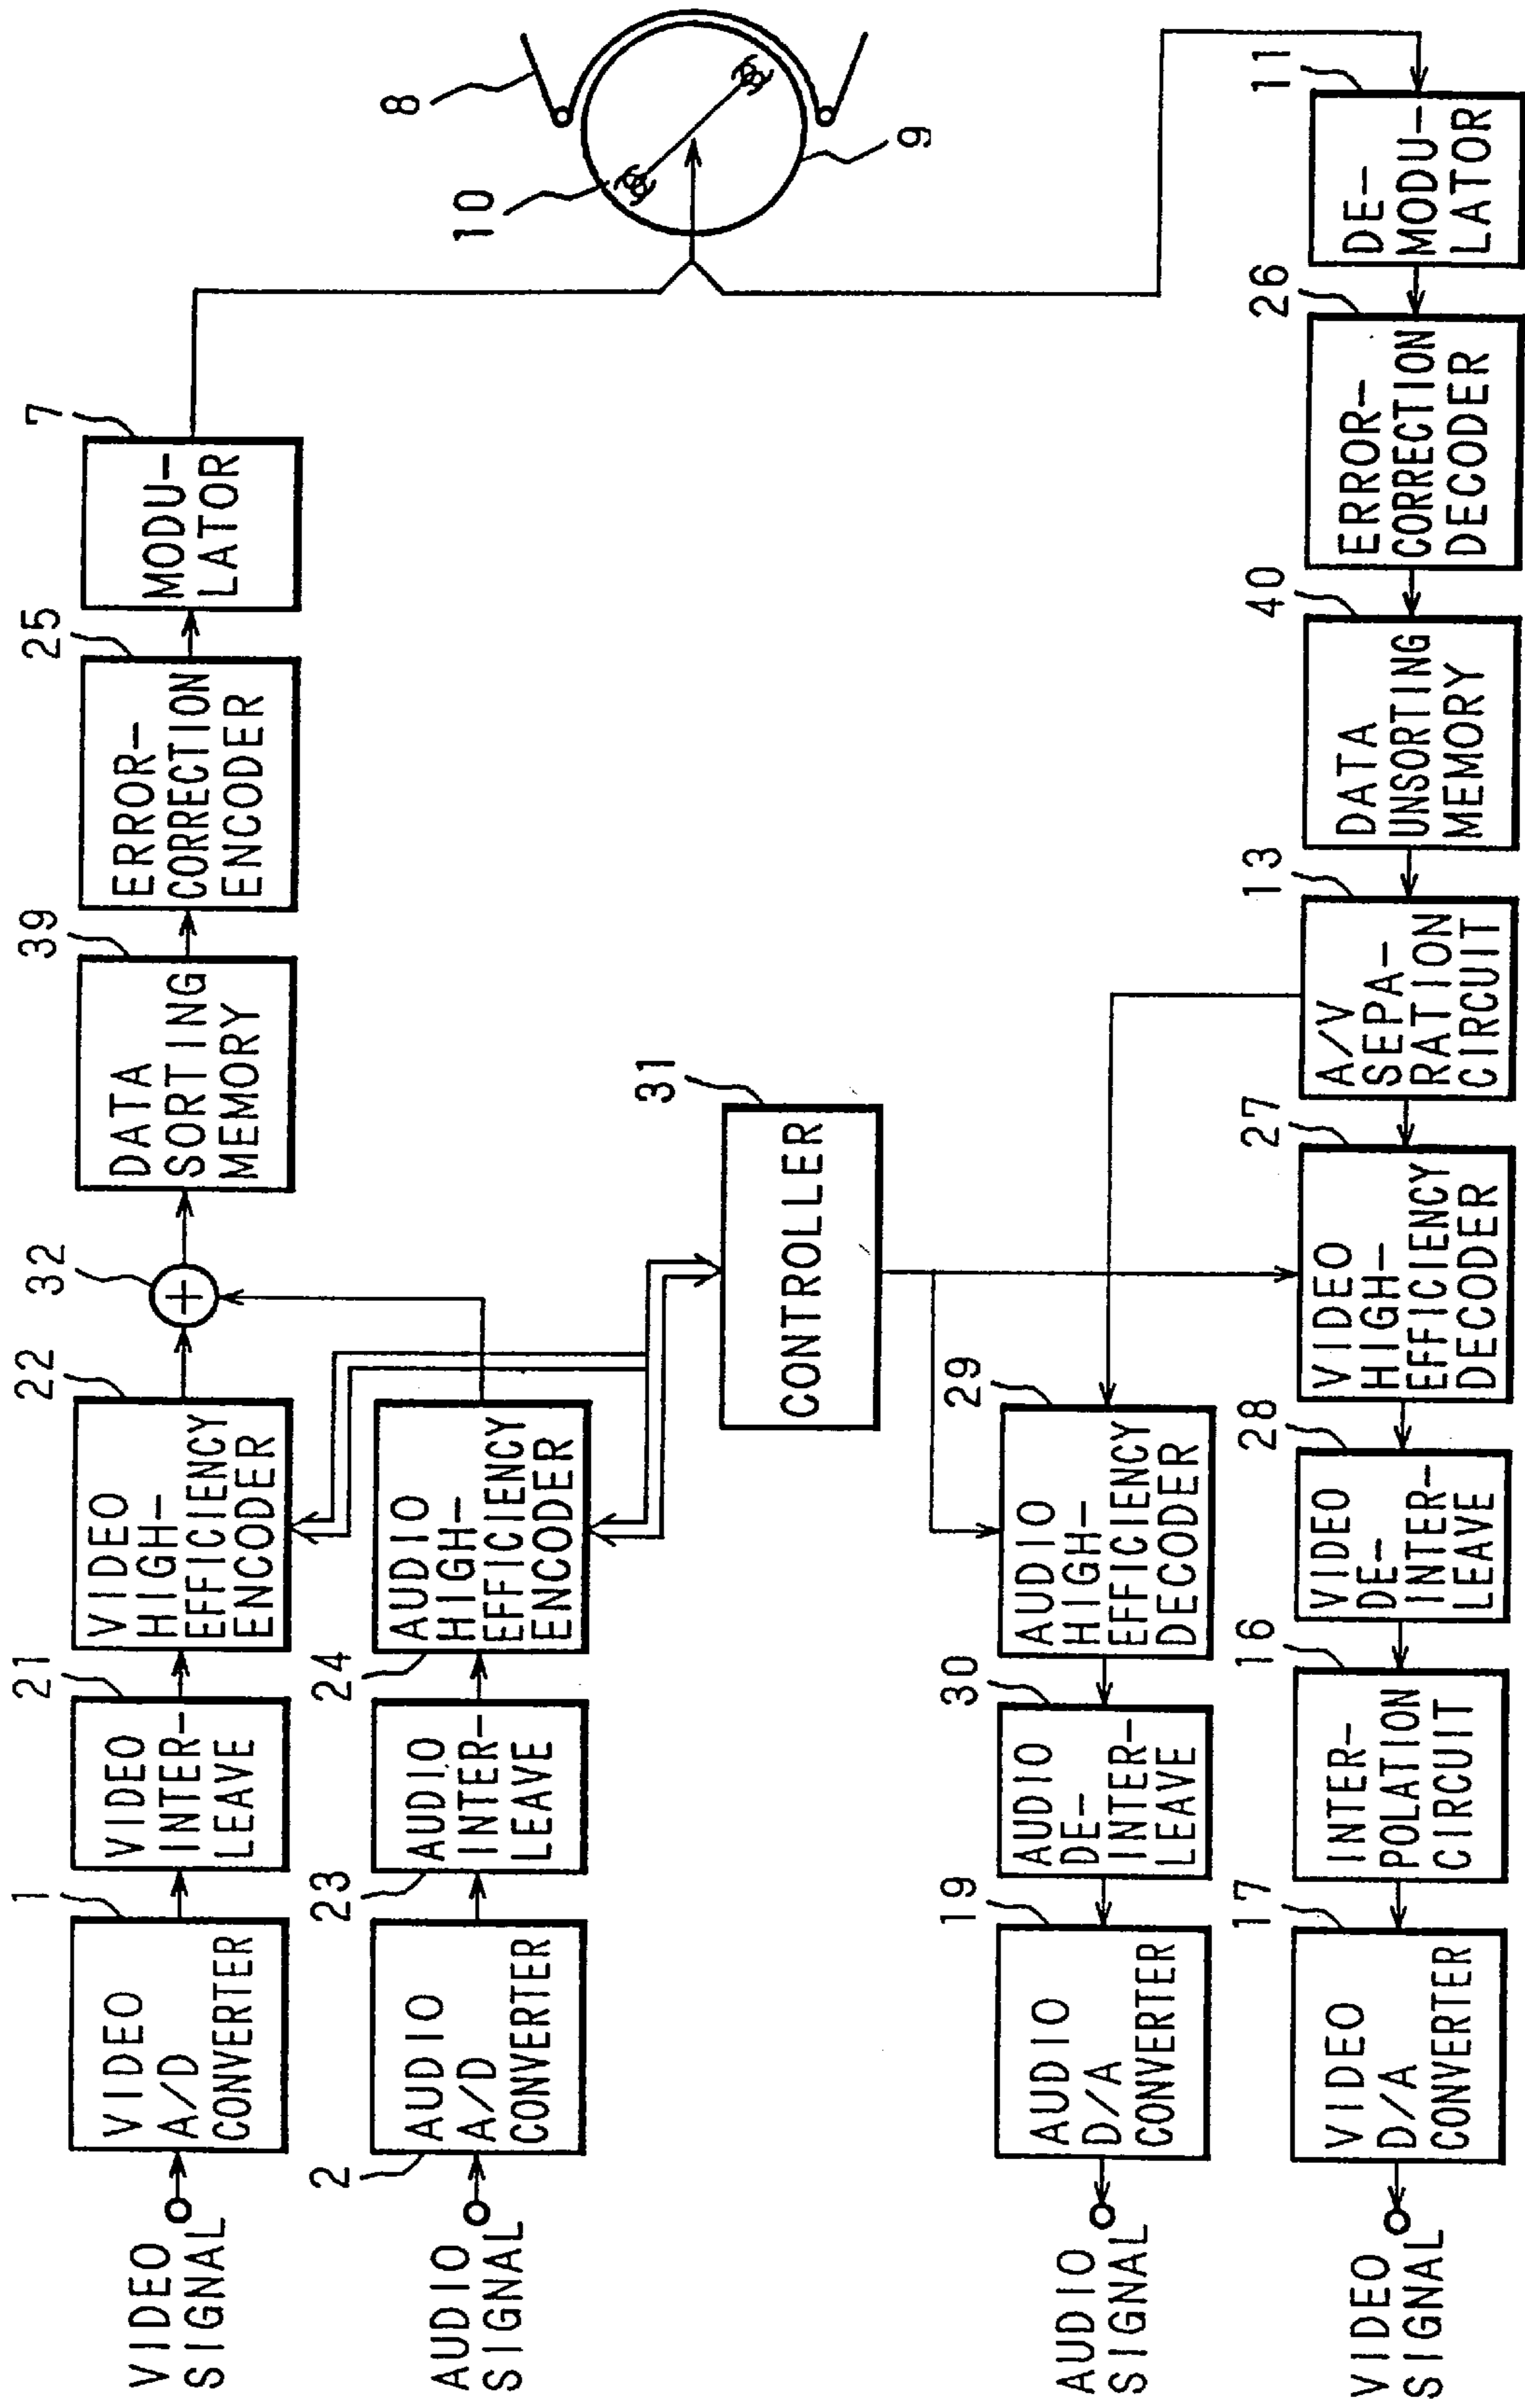 VIDEO
SIGNAL
1
VIDEO
A/D
CONVERTER
21
VIDEO
INTER-
LEAVE
22
VIDEO
HIGH-
EFFICIENCY
ENCODER
32
+
39
DATA
SORTING
MEMORY
25
ERROR-
CORRECTION
ENCODER
7
MODU-
LATOR
AUDIO
SIGNAL
2
AUDIO
A/D
CONVERTER
23
AUDIO
INTER-
LEAVE
24
AUDIO
HIGH-
EFFICIENCY
ENCODER
8
10
9
31
CONTROLLER
AUDIO
SIGNAL
19
AUDIO
D/A
CONVERTER
30
AUDIO
DE-
INTER-
LEAVE
29
AUDIO
HIGH-
EFFICIENCY
DECODER
VIDEO
SIGNAL
17
VIDEO
D/A
CONVERTER
16
INTER-
POLATION
CIRCUIT
28
VIDEO
DE-
INTER-
LEAVE
27
VIDEO
HIGH-
EFFICIENCY
DECODER
13
A/V
SEPA-
RATION
CIRCUIT
40
DATA
UNSORTING
MEMORY
26
ERROR-
CORRECTION
DECODER
11
DE-
MODU-
LATOR